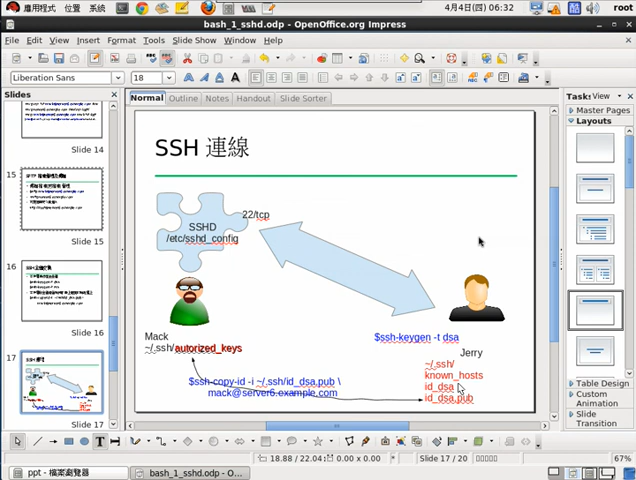 應用程式 位置 系統
4月4日(四) 06:32
root
bash_1_sshd.odp - OpenOffice.org Impress
File Edit View Insert Format Tools Slide Show Window Help
Liberation Sans
18
Slides
Normal Outline Notes Handout Slide Sorter
Tasks View
Master Pages
Layouts
Slide 14
15
Slide 15
16
Slide 16
17
Slide 17
SSH 連線
22/tcp
SSHD
/etc/sshd_config
Mack
~/.ssh/autorized_keys
$ssh-keygen -t dsa
Jerry
~/.ssh/
known_hosts
id_dsa
id_dsa.pub
$ssh-copy-id -i ~/.ssh/id_dsa.pub \
mack@server6.example.com
Table Design
Custom
Animation
Slide
Transition
18.88 / 22.04
0.00 x 0.00
*
Slide 17 / 20
67%
ppt - 檔案瀏覽器
bash_1_sshd.odp - O...